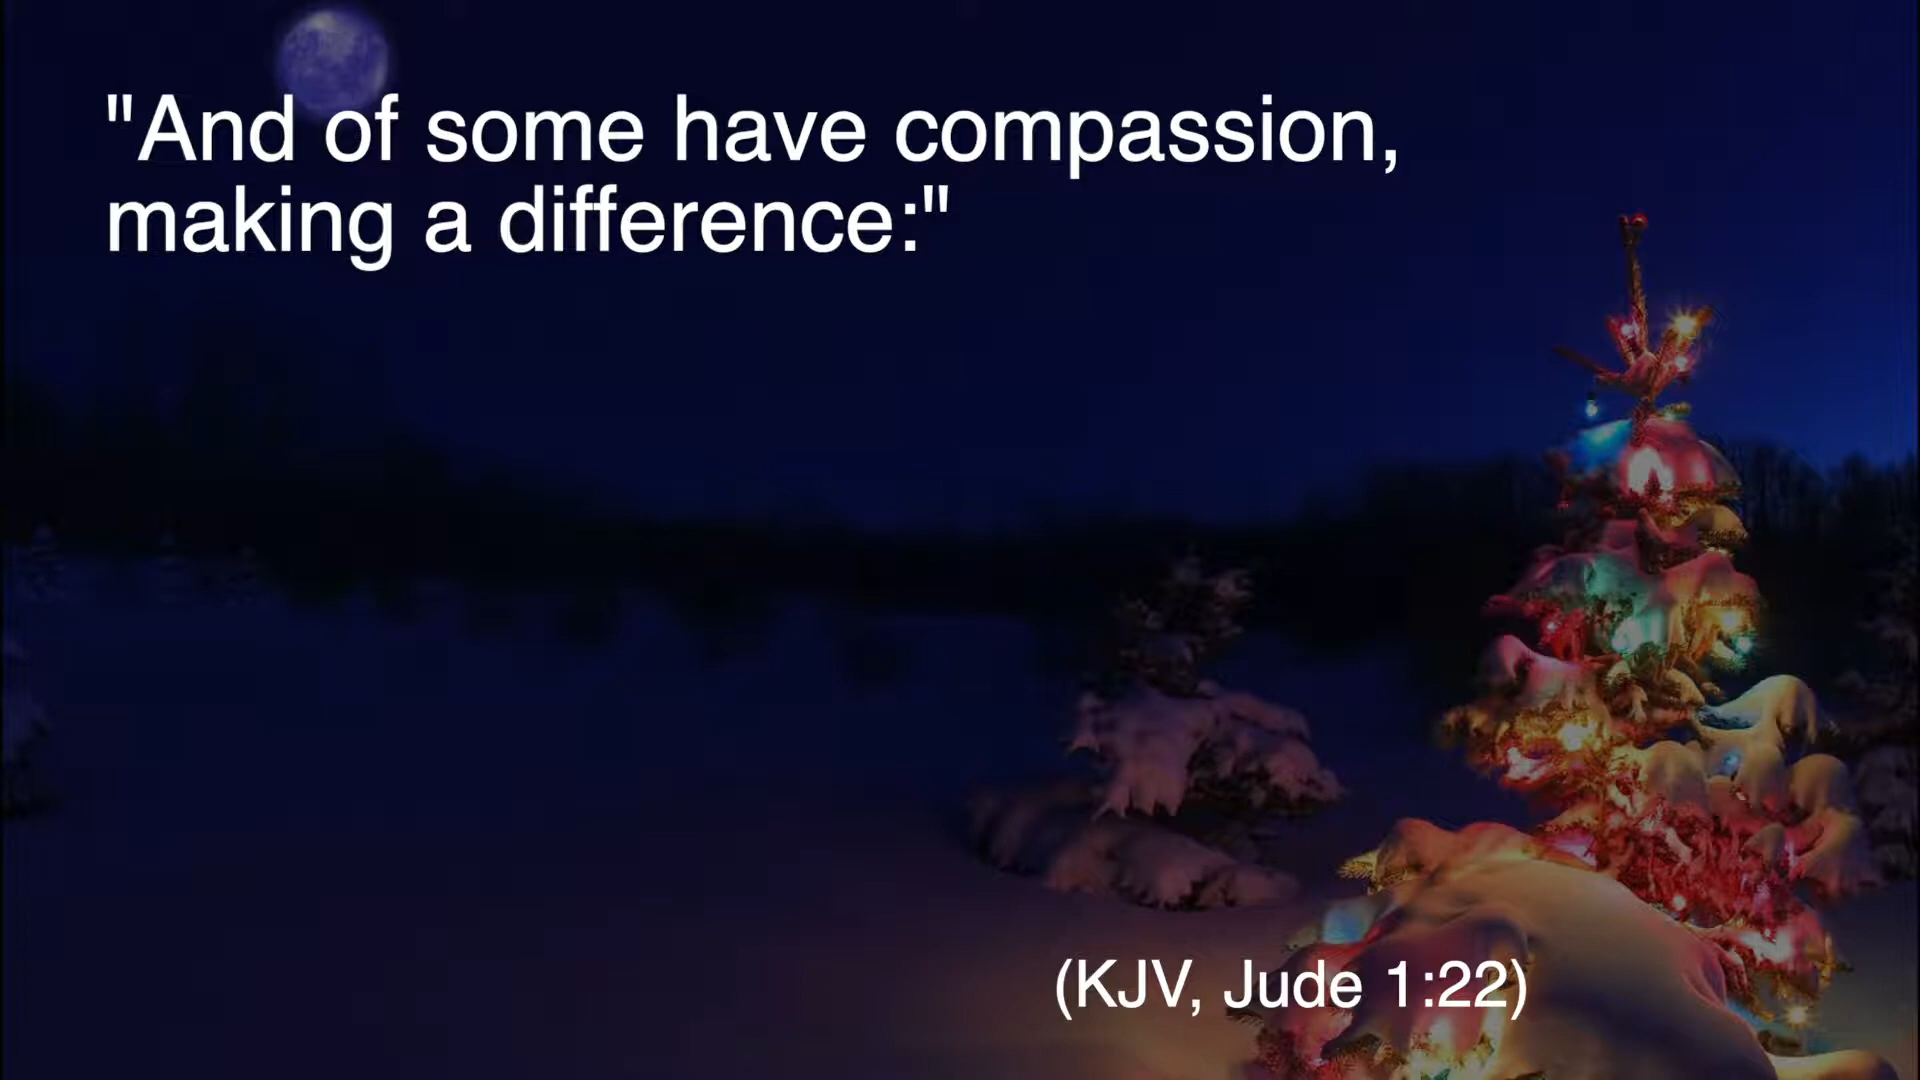 "And of some have compassion,
making a difference:"
(KJV, Jude 1:22)